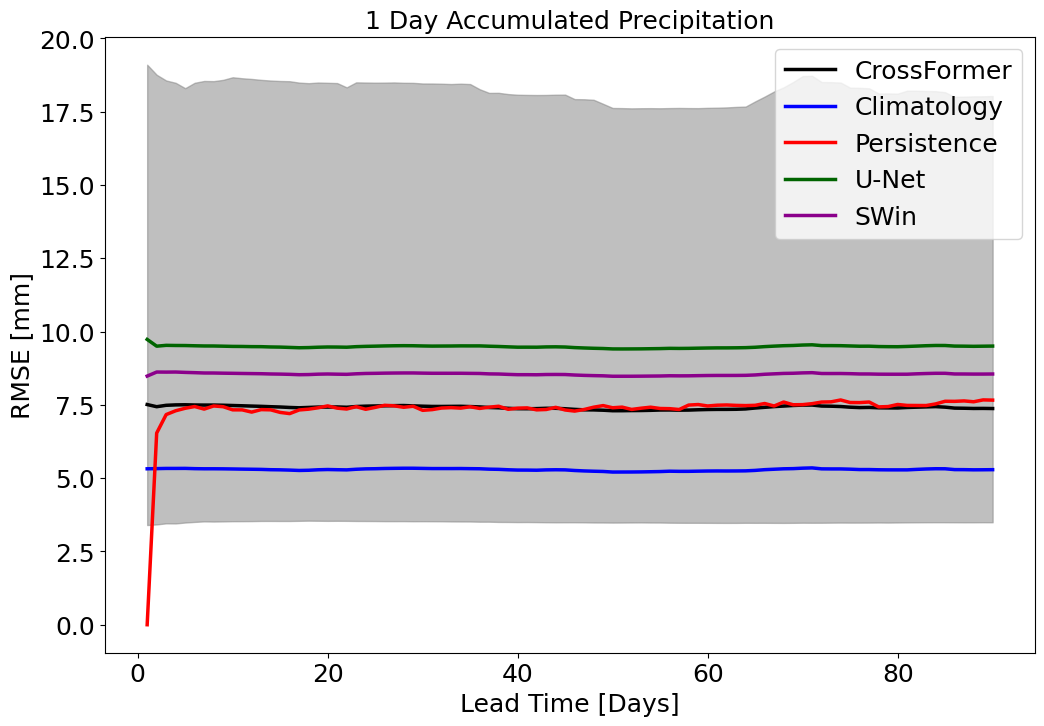 1 Day Accumulated Precipitation
RMSE [mm]
20.0
17.5
15.0
12.5
10.0
7.5
5.0
2.5
0.0
CrossFormer
Climatology
Persistence
U-Net
SWin
0 20 40 60 80
Lead Time [Days]